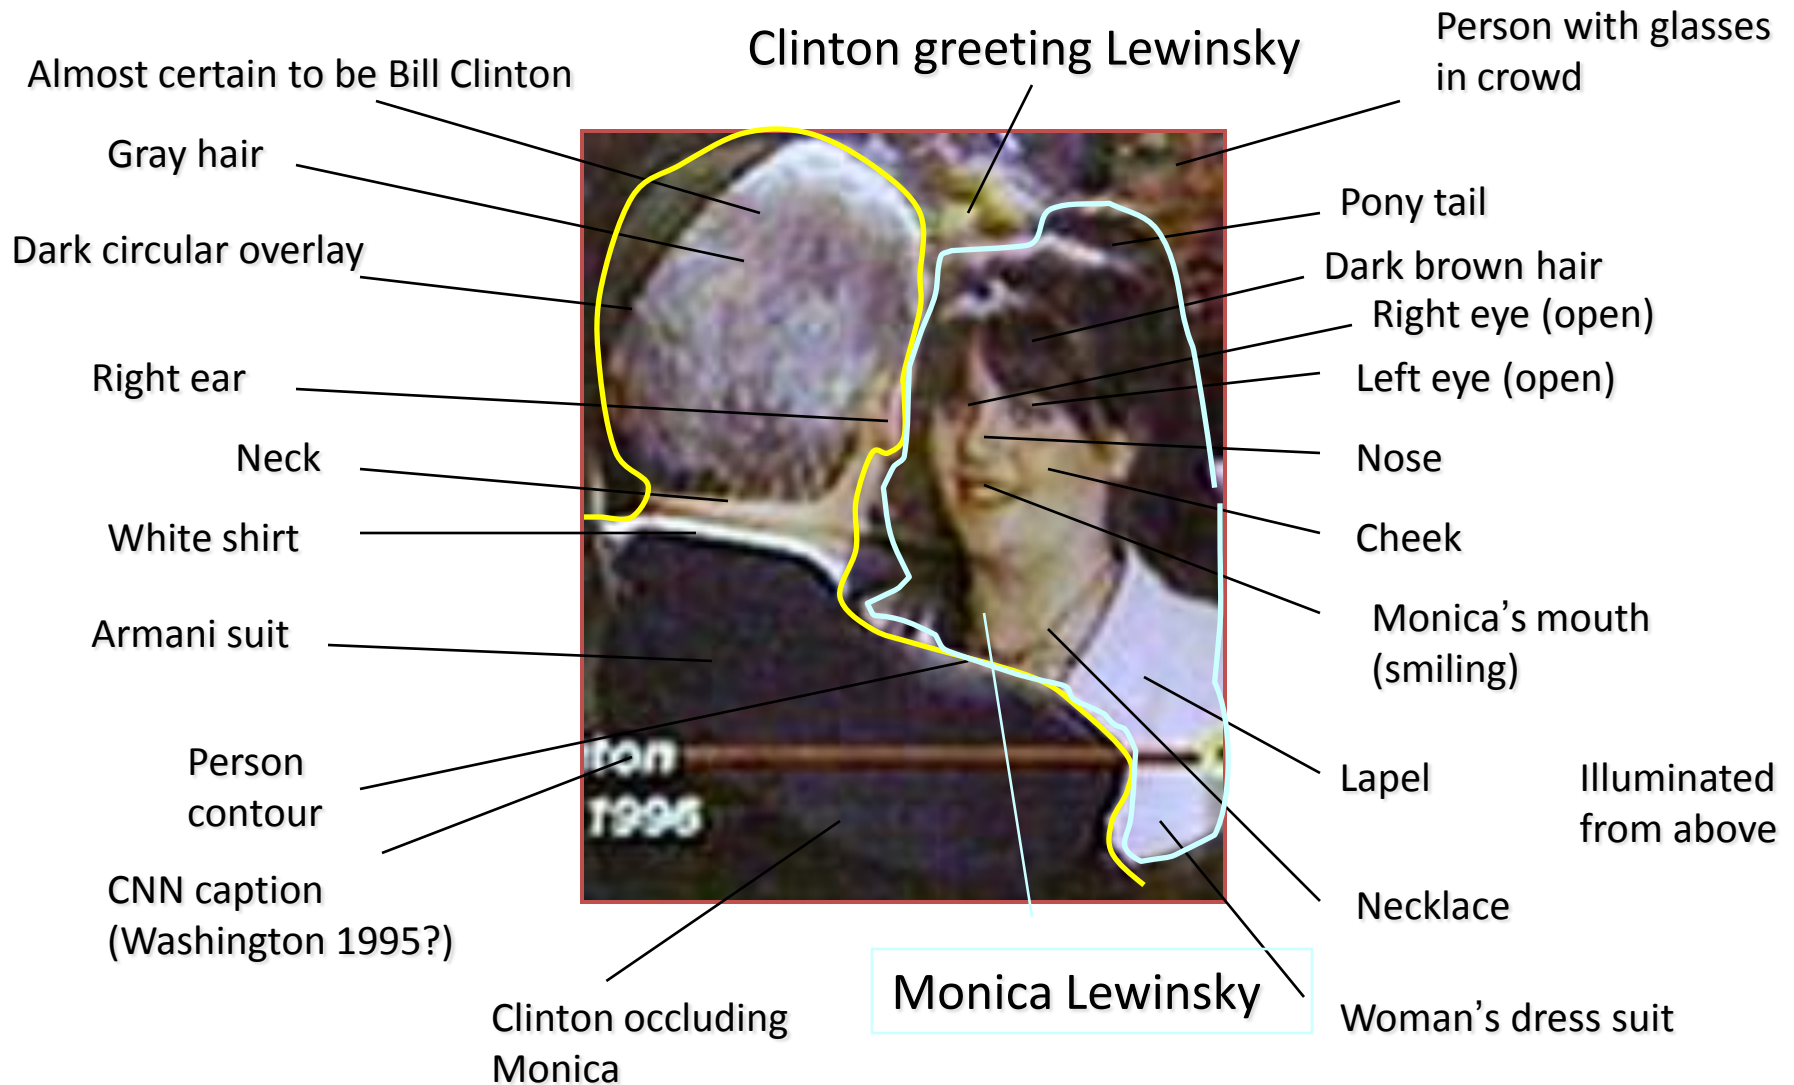 Clinton greeting Lewinsky
Person with glasses
in crowd
Almost certain to be Bill Clinton
Gray hair
Dark circular overlay
Right ear
Neck
White shirt
Armani suit
Person
contour
CNN caption
(Washington 1995?)
Clinton occluding
Monica
ton
1996
Pony tail
Dark brown hair
Right eye (open)
Left eye (open)
Nose
Cheek
Monica’s mouth
(smiling)
Lapel
Illuminated
from above
Necklace
Woman’s dress suit
Monica Lewinsky